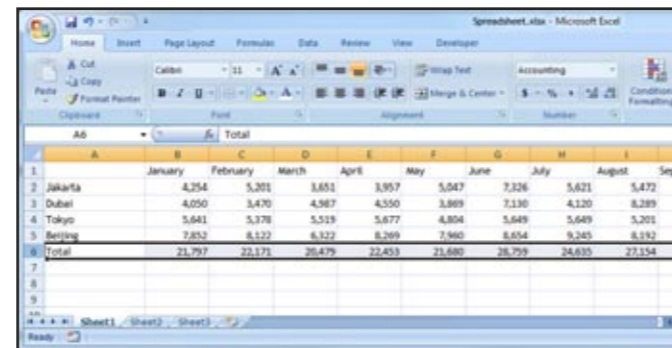 Spreadsheet.xlsx - Microsoft Excel
Home Insert Page Layout Formulas Data Review View Developer
Cut
Copy
Format Painter
Paste
Calibri 11 A A Wrap Text Accounting
B I U A Merge & Center $ % , Condition
Formatting
Clipboard Font Alignment Number
A6 fx Total
A B C D E F G H I
1 January February March April May June July August Sep
2 Jakarta 4,254 5,201 3,651 3,957 5,047 7,326 5,621 5,472
3 Dubai 4,050 3,470 4,987 4,550 3,869 7,130 4,120 8,289
4 Tokyo 5,641 5,378 5,519 5,677 4,804 5,649 5,649 5,201
5 Beijing 7,852 8,122 6,322 8,269 7,960 8,654 9,245 8,192
6 Total 21,797 22,171 20,479 22,453 21,680 28,759 24,635 27,154
7
8
9
Sheet1 Sheet2 Sheet3
Ready